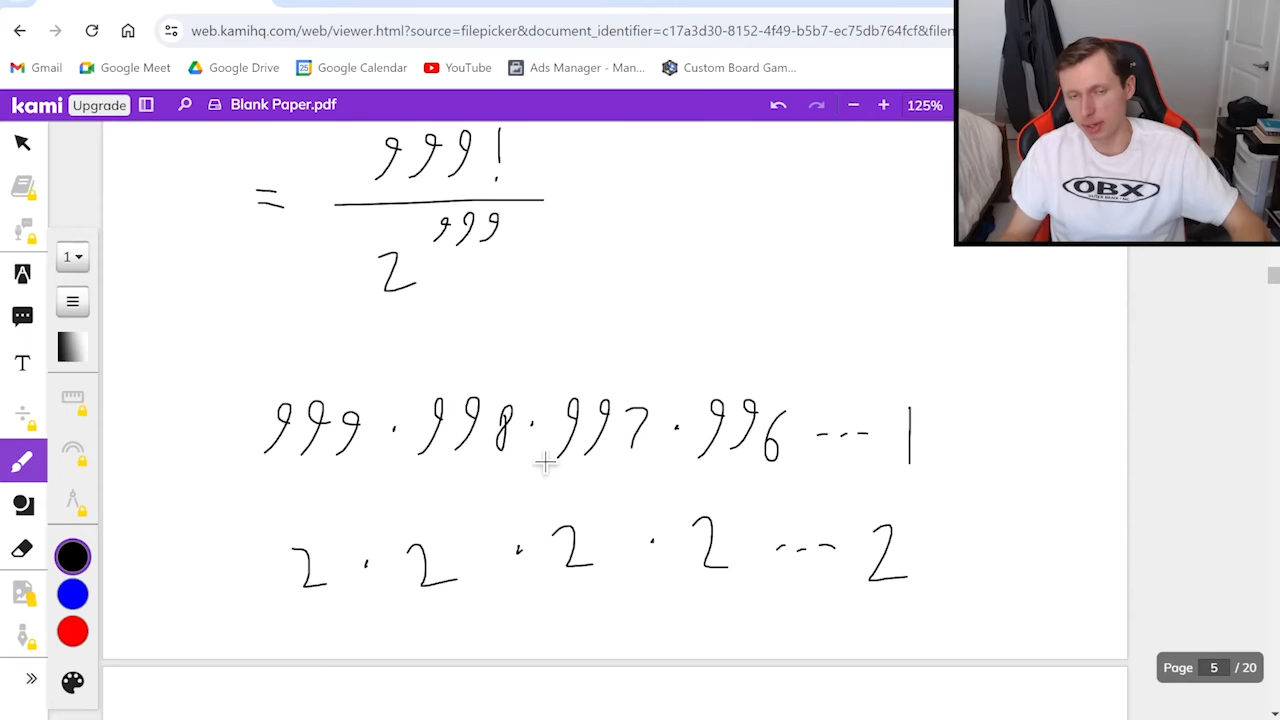 web.kamihq.com/web/viewer.html?source=filepicker&document_identifier=c17a3d30-8152-4f49-b5b7-ec75db764fcf&filen
Gmail Google Meet Google Drive 25 Google Calendar YouTube Ads Manager - Man... Custom Board Gam...
kami Upgrade Blank Paper.pdf 125%
OBX
999!
=
2^999
1
T
999 · 998 · 997 · 996 --- 1
2 · 2 · 2 · 2 --- 2
Page 5 / 20